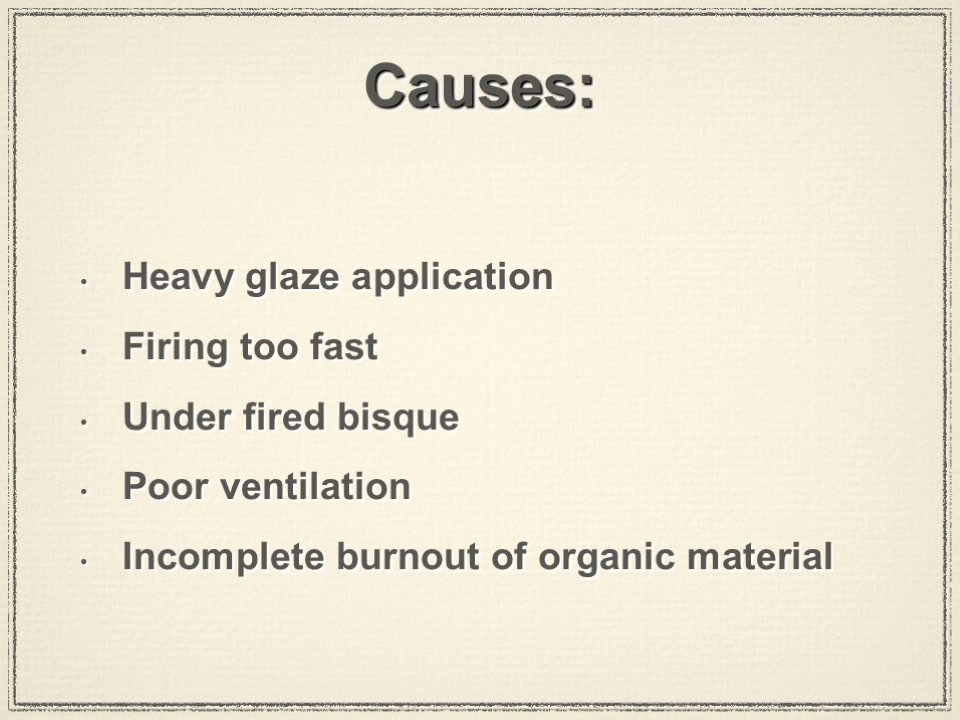 Causes:
• Heavy glaze application
• Firing too fast
• Under fired bisque
• Poor ventilation
• Incomplete burnout of organic material